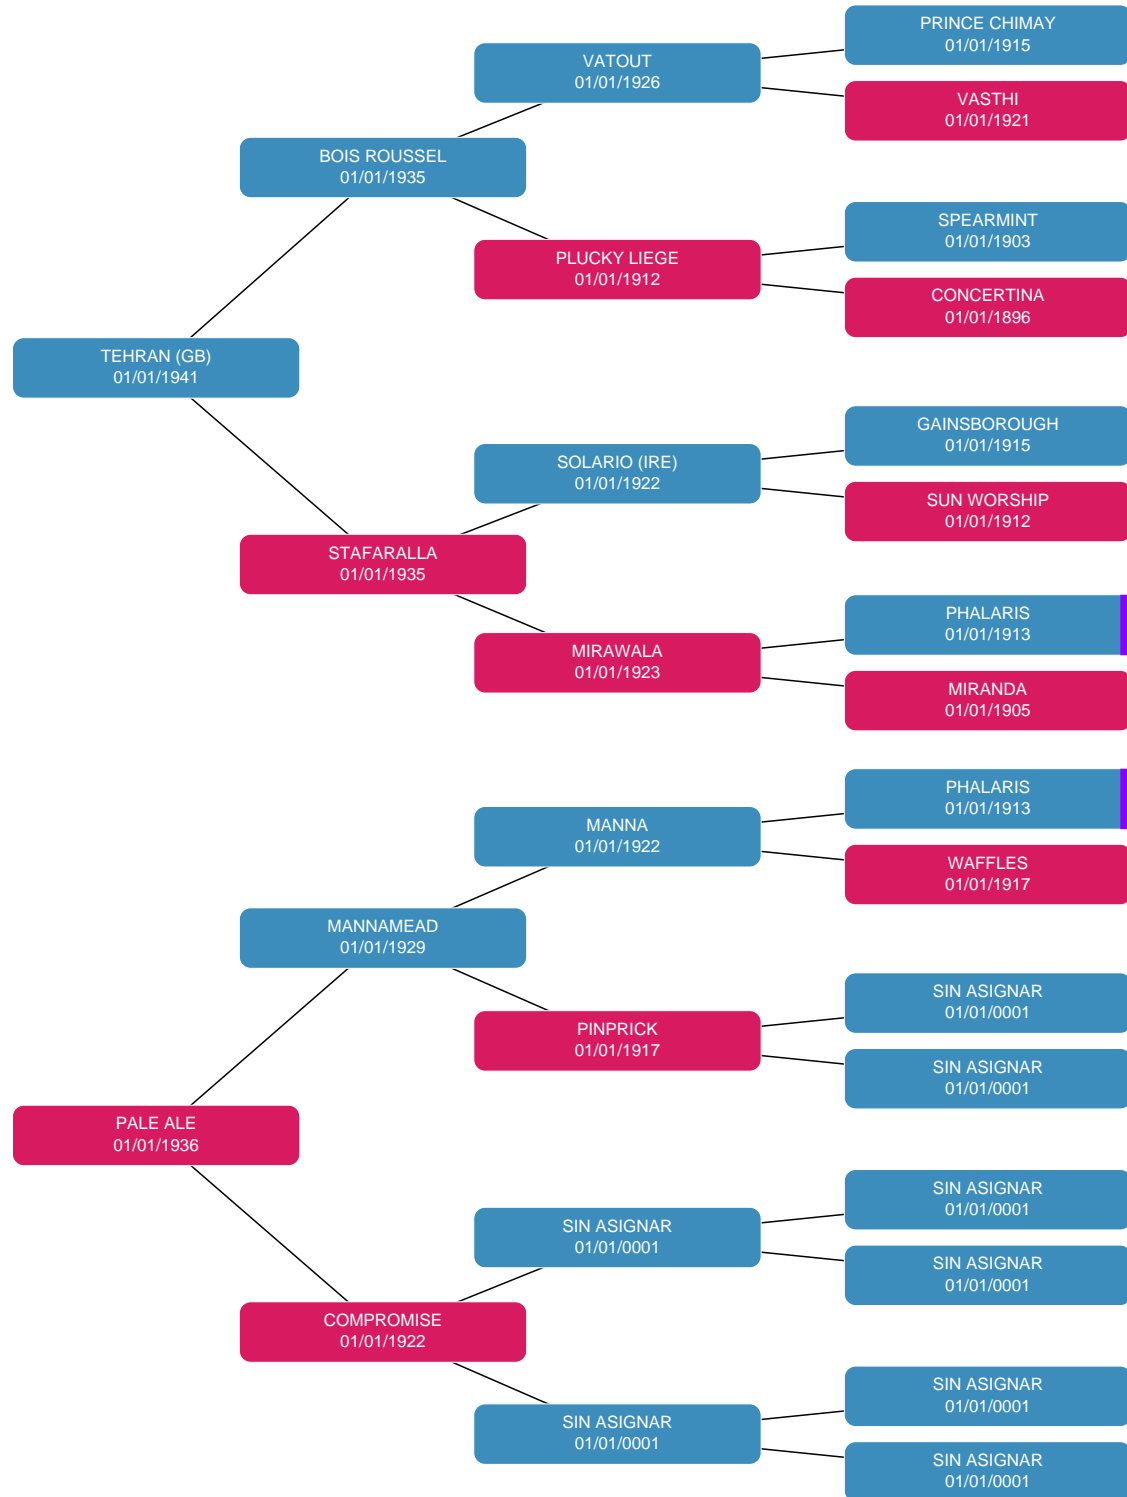 PRINCE CHIMAY
01/01/1915
VATOUT
01/01/1926
VASTHI
01/01/1921
BOIS ROUSSEL
01/01/1935
SPEARMINT
01/01/1903
PLUCKY LIEGE
01/01/1912
CONCERTINA
01/01/1896
TEHRAN (GB)
01/01/1941
GAINSBOROUGH
01/01/1915
SOLARIO (IRE)
01/01/1922
SUN WORSHIP
01/01/1912
STAFARALLA
01/01/1935
PHALARIS
01/01/1913
MIRAWALA
01/01/1923
MIRANDA
01/01/1905
PHALARIS
01/01/1913
MANNA
01/01/1922
WAFFLES
01/01/1917
MANNAMEAD
01/01/1929
SIN ASIGNAR
01/01/0001
PINPRICK
01/01/1917
SIN ASIGNAR
01/01/0001
PALE ALE
01/01/1936
SIN ASIGNAR
01/01/0001
SIN ASIGNAR
01/01/0001
SIN ASIGNAR
01/01/0001
COMPROMISE
01/01/1922
SIN ASIGNAR
01/01/0001
SIN ASIGNAR
01/01/0001
SIN ASIGNAR
01/01/0001